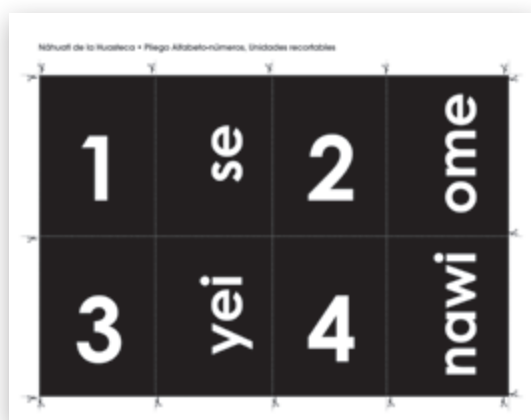 Náhuatl de la Huasteca • Pliego Alfabeto-números, Unidades recortables
1 se 2 ome
3 yei 4 nawi